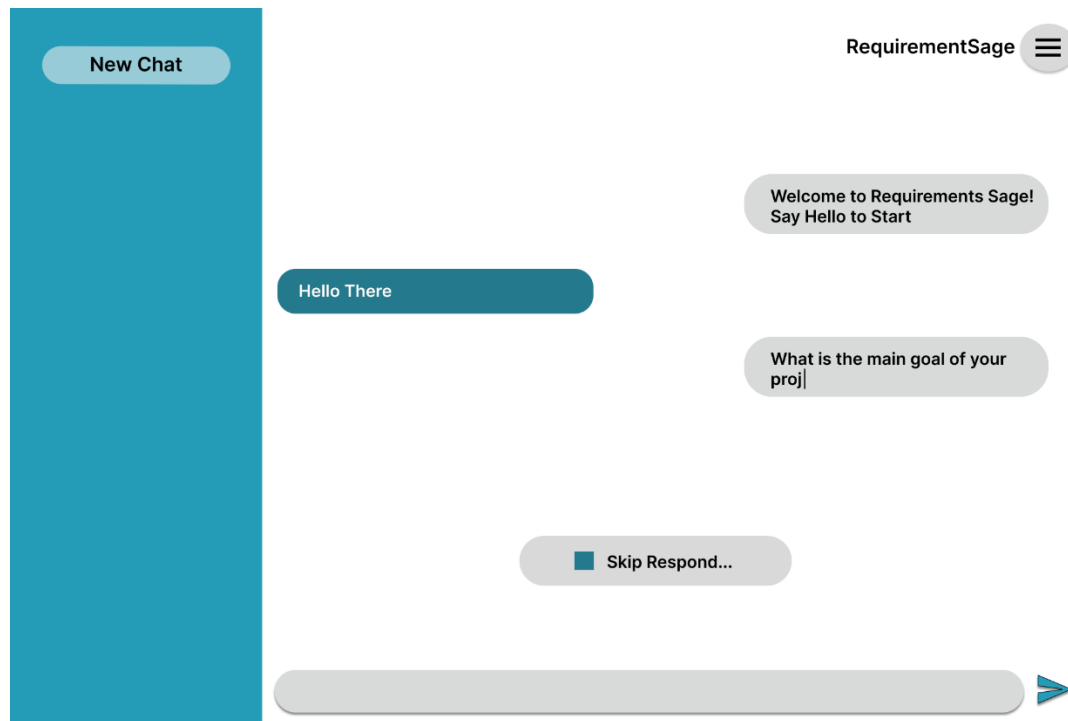 New Chat
RequirementSage
Welcome to Requirements Sage!
Say Hello to Start
Hello There
What is the main goal of your
proj
Skip Respond...